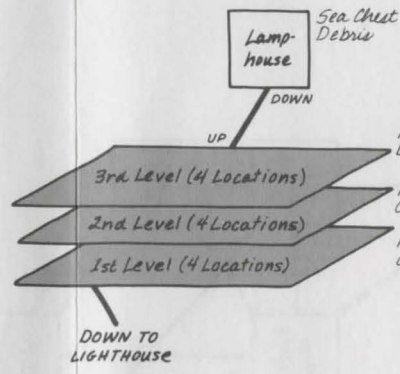 Sea Chest
Debris
Lamp-
house
DOWN
UP
3rd Level (4 Locations)
2nd Level (4 Locations)
1st Level (4 Locations)
DOWN TO
LIGHTHOUSE